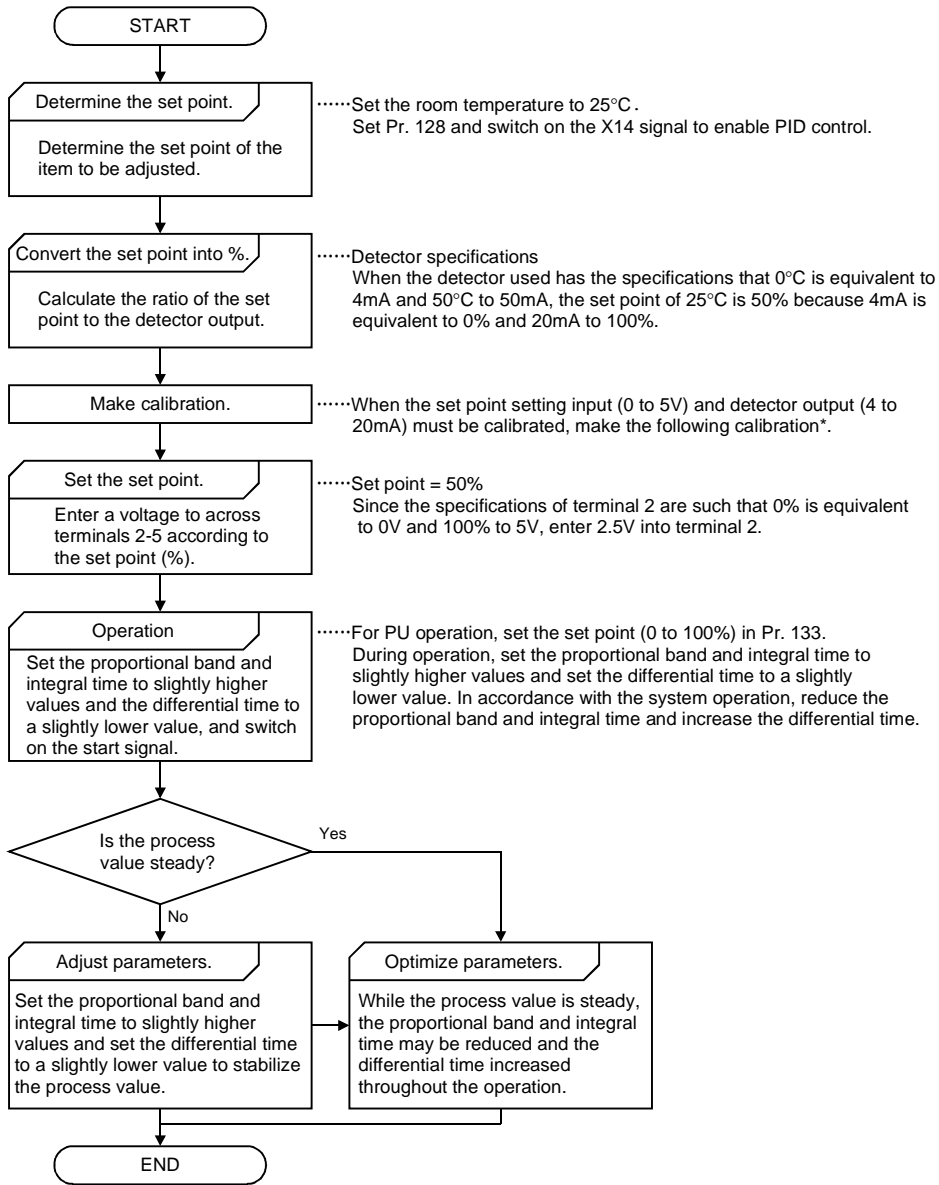 START
Determine the set point.
Determine the set point of the
item to be adjusted.
······Set the room temperature to 25°C.
Set Pr. 128 and switch on the X14 signal to enable PID control.
Convert the set point into %.
Calculate the ratio of the set
point to the detector output.
······Detector specifications
When the detector used has the specifications that 0°C is equivalent to
4mA and 50°C to 50mA, the set point of 25°C is 50% because 4mA is
equivalent to 0% and 20mA to 100%.
Make calibration.
······When the set point setting input (0 to 5V) and detector output (4 to
20mA) must be calibrated, make the following calibration*.
Set the set point.
Enter a voltage to across
terminals 2-5 according to
the set point (%).
······Set point = 50%
Since the specifications of terminal 2 are such that 0% is equivalent
to 0V and 100% to 5V, enter 2.5V into terminal 2.
Operation
Set the proportional band and
integral time to slightly higher
values and the differential time to
a slightly lower value, and switch
on the start signal.
······For PU operation, set the set point (0 to 100%) in Pr. 133.
During operation, set the proportional band and integral time to
slightly higher values and set the differential time to a slightly
lower value. In accordance with the system operation, reduce the
proportional band and integral time and increase the differential time.
Is the process
value steady?
Yes
No
Adjust parameters.
Set the proportional band and
integral time to slightly higher
values and set the differential time
to a slightly lower value to stabilize
the process value.
Optimize parameters.
While the process value is steady,
the proportional band and integral
time may be reduced and the
differential time increased
throughout the operation.
END